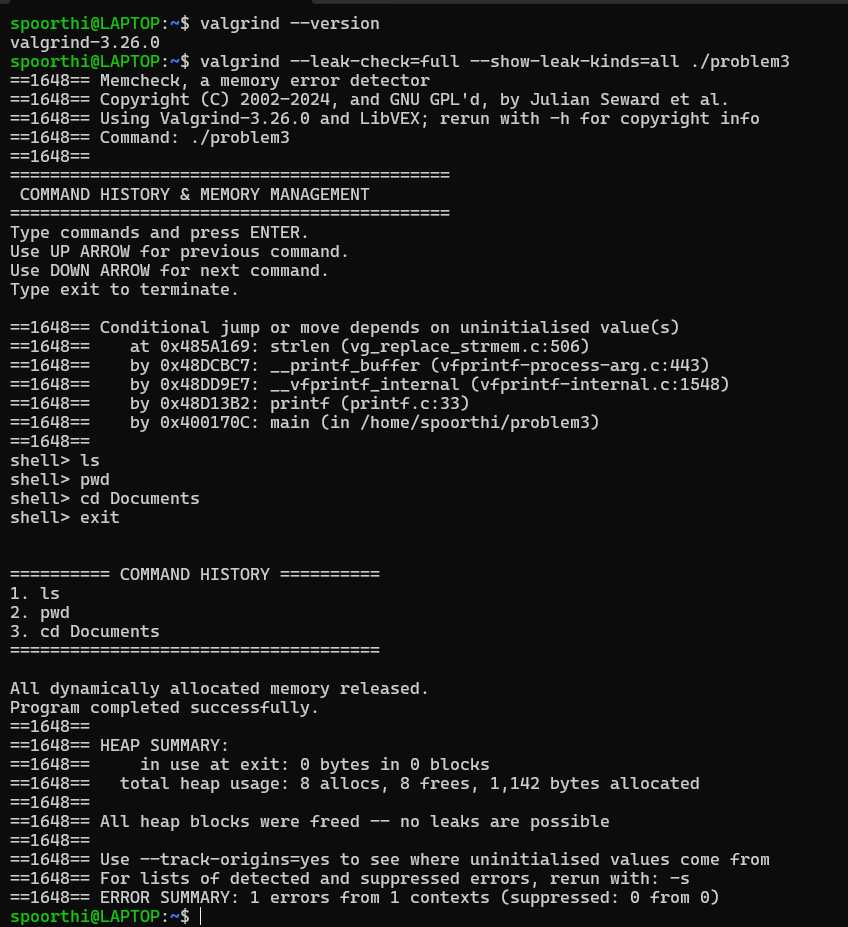 spoorthi@LAPTOP:~$ valgrind --version
valgrind-3.26.0
spoorthi@LAPTOP:~$ valgrind --leak-check=full --show-leak-kinds=all ./problem3
==1648== Memcheck, a memory error detector
==1648== Copyright (C) 2002-2024, and GNU GPL'd, by Julian Seward et al.
==1648== Using Valgrind-3.26.0 and LibVEX; rerun with -h for copyright info
==1648== Command: ./problem3
==1648==
============================================
 COMMAND HISTORY & MEMORY MANAGEMENT
============================================
Type commands and press ENTER.
Use UP ARROW for previous command.
Use DOWN ARROW for next command.
Type exit to terminate.

==1648== Conditional jump or move depends on uninitialised value(s)
==1648==    at 0x485A169: strlen (vg_replace_strmem.c:506)
==1648==    by 0x48DCBC7: __printf_buffer (vfprintf-process-arg.c:443)
==1648==    by 0x48DD9E7: __vfprintf_internal (vfprintf-internal.c:1548)
==1648==    by 0x48D13B2: printf (printf.c:33)
==1648==    by 0x400170C: main (in /home/spoorthi/problem3)
==1648==
shell> ls
shell> pwd
shell> cd Documents
shell> exit


========== COMMAND HISTORY ==========
1. ls
2. pwd
3. cd Documents
=====================================

All dynamically allocated memory released.
Program completed successfully.
==1648==
==1648== HEAP SUMMARY:
==1648==     in use at exit: 0 bytes in 0 blocks
==1648==   total heap usage: 8 allocs, 8 frees, 1,142 bytes allocated
==1648==
==1648== All heap blocks were freed -- no leaks are possible
==1648==
==1648== Use --track-origins=yes to see where uninitialised values come from
==1648== For lists of detected and suppressed errors, rerun with: -s
==1648== ERROR SUMMARY: 1 errors from 1 contexts (suppressed: 0 from 0)
spoorthi@LAPTOP:~$